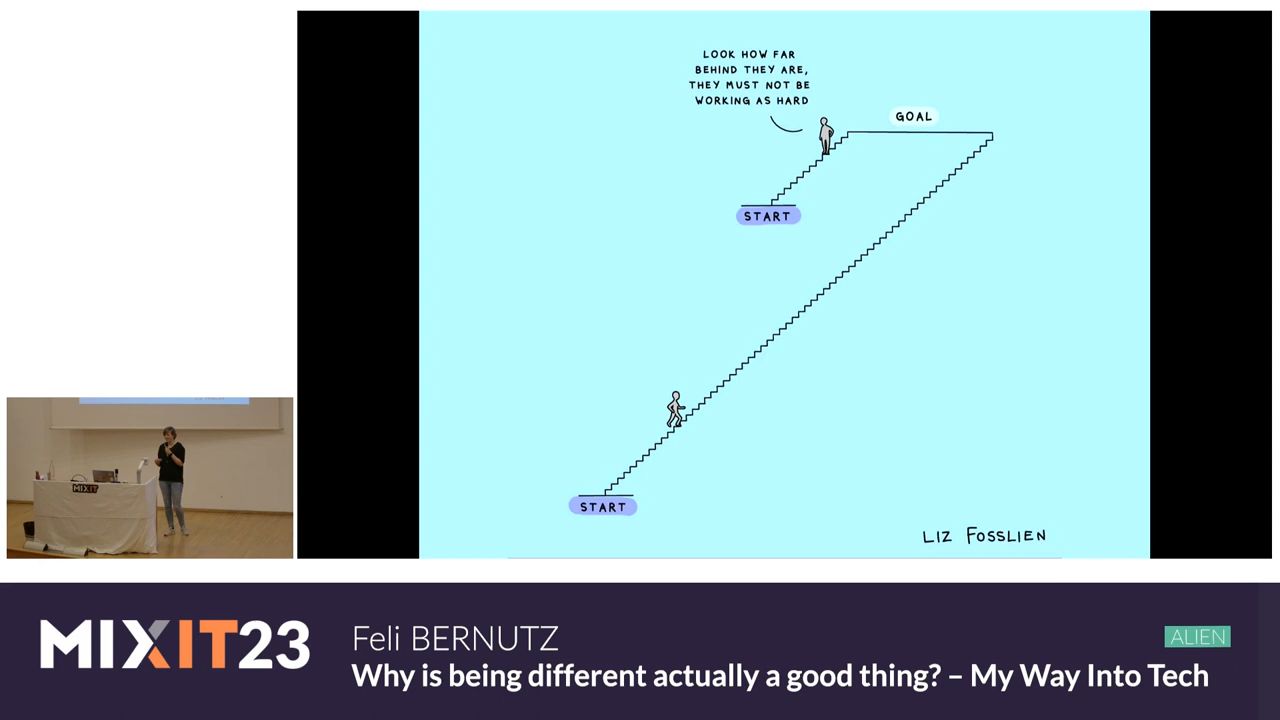 LOOK HOW FAR
BEHIND THEY ARE,
THEY MUST NOT BE
WORKING AS HARD
GOAL
START
START
LIZ FOSSLIEN
MIXIT
MIXIT23
Feli BERNUTZ
ALIEN
Why is being different actually a good thing? – My Way Into Tech